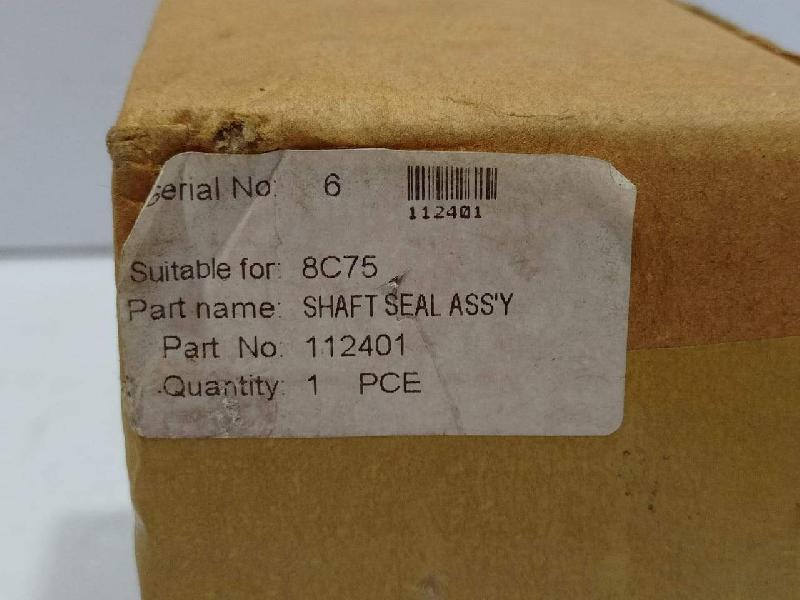 Serial No: 6
112401
Suitable for: 8C75
Part name: SHAFT SEAL ASS'Y
Part No: 112401
Quantity: 1 PCE